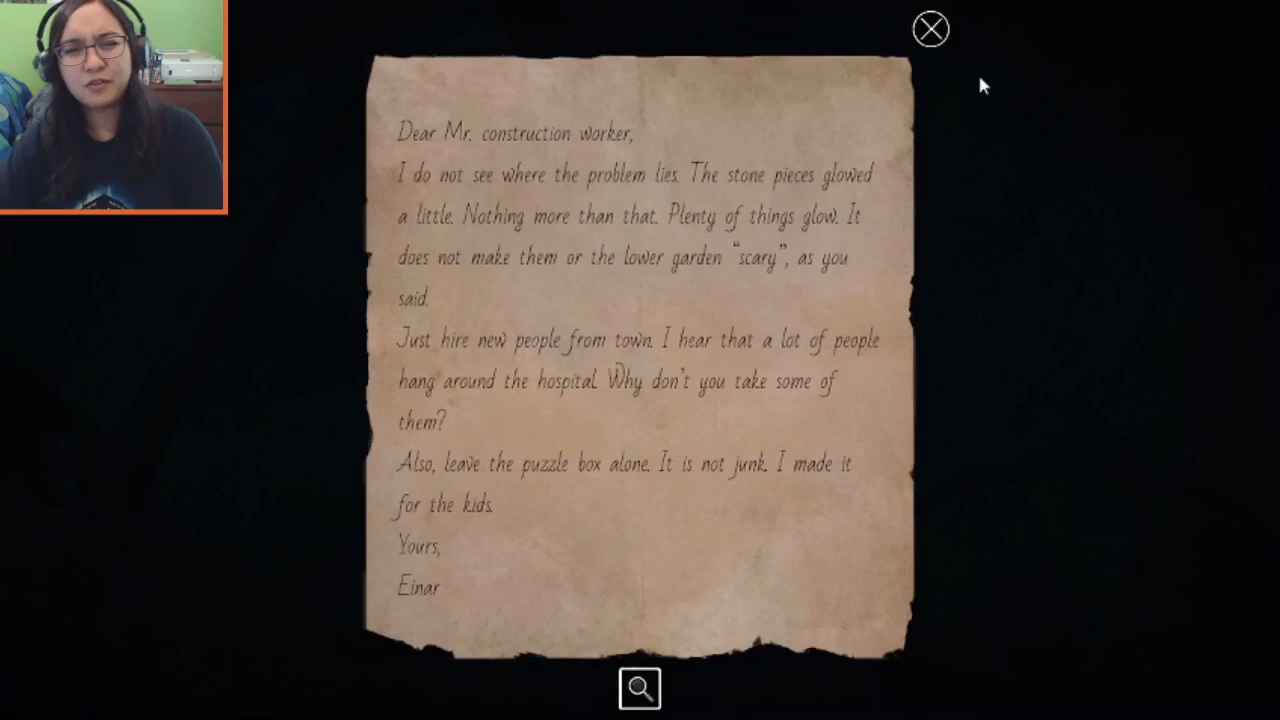 Dear Mr. construction worker,
I do not see where the problem lies. The stone pieces glowed
a little. Nothing more than that. Plenty of things glow. It
does not make them or the lower garden “scary”, as you
said.
Just hire new people from town. I hear that a lot of people
hang around the hospital. Why don't you take some of
them?
Also, leave the puzzle box alone. It is not junk. I made it
for the kids.
Yours,
Einar